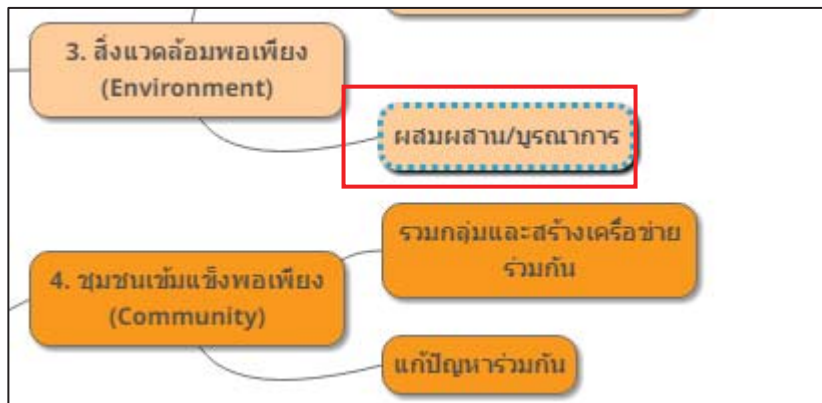 3. สิ่งแวดล้อมพอเพียง
(Environment)
ผสมผสาน/บูรณาการ
รวมกลุ่มและสร้างเครือข่าย
ร่วมกัน
4. ชุมชนเข้มแข็งพอเพียง
(Community)
แก้ปัญหาร่วมกัน